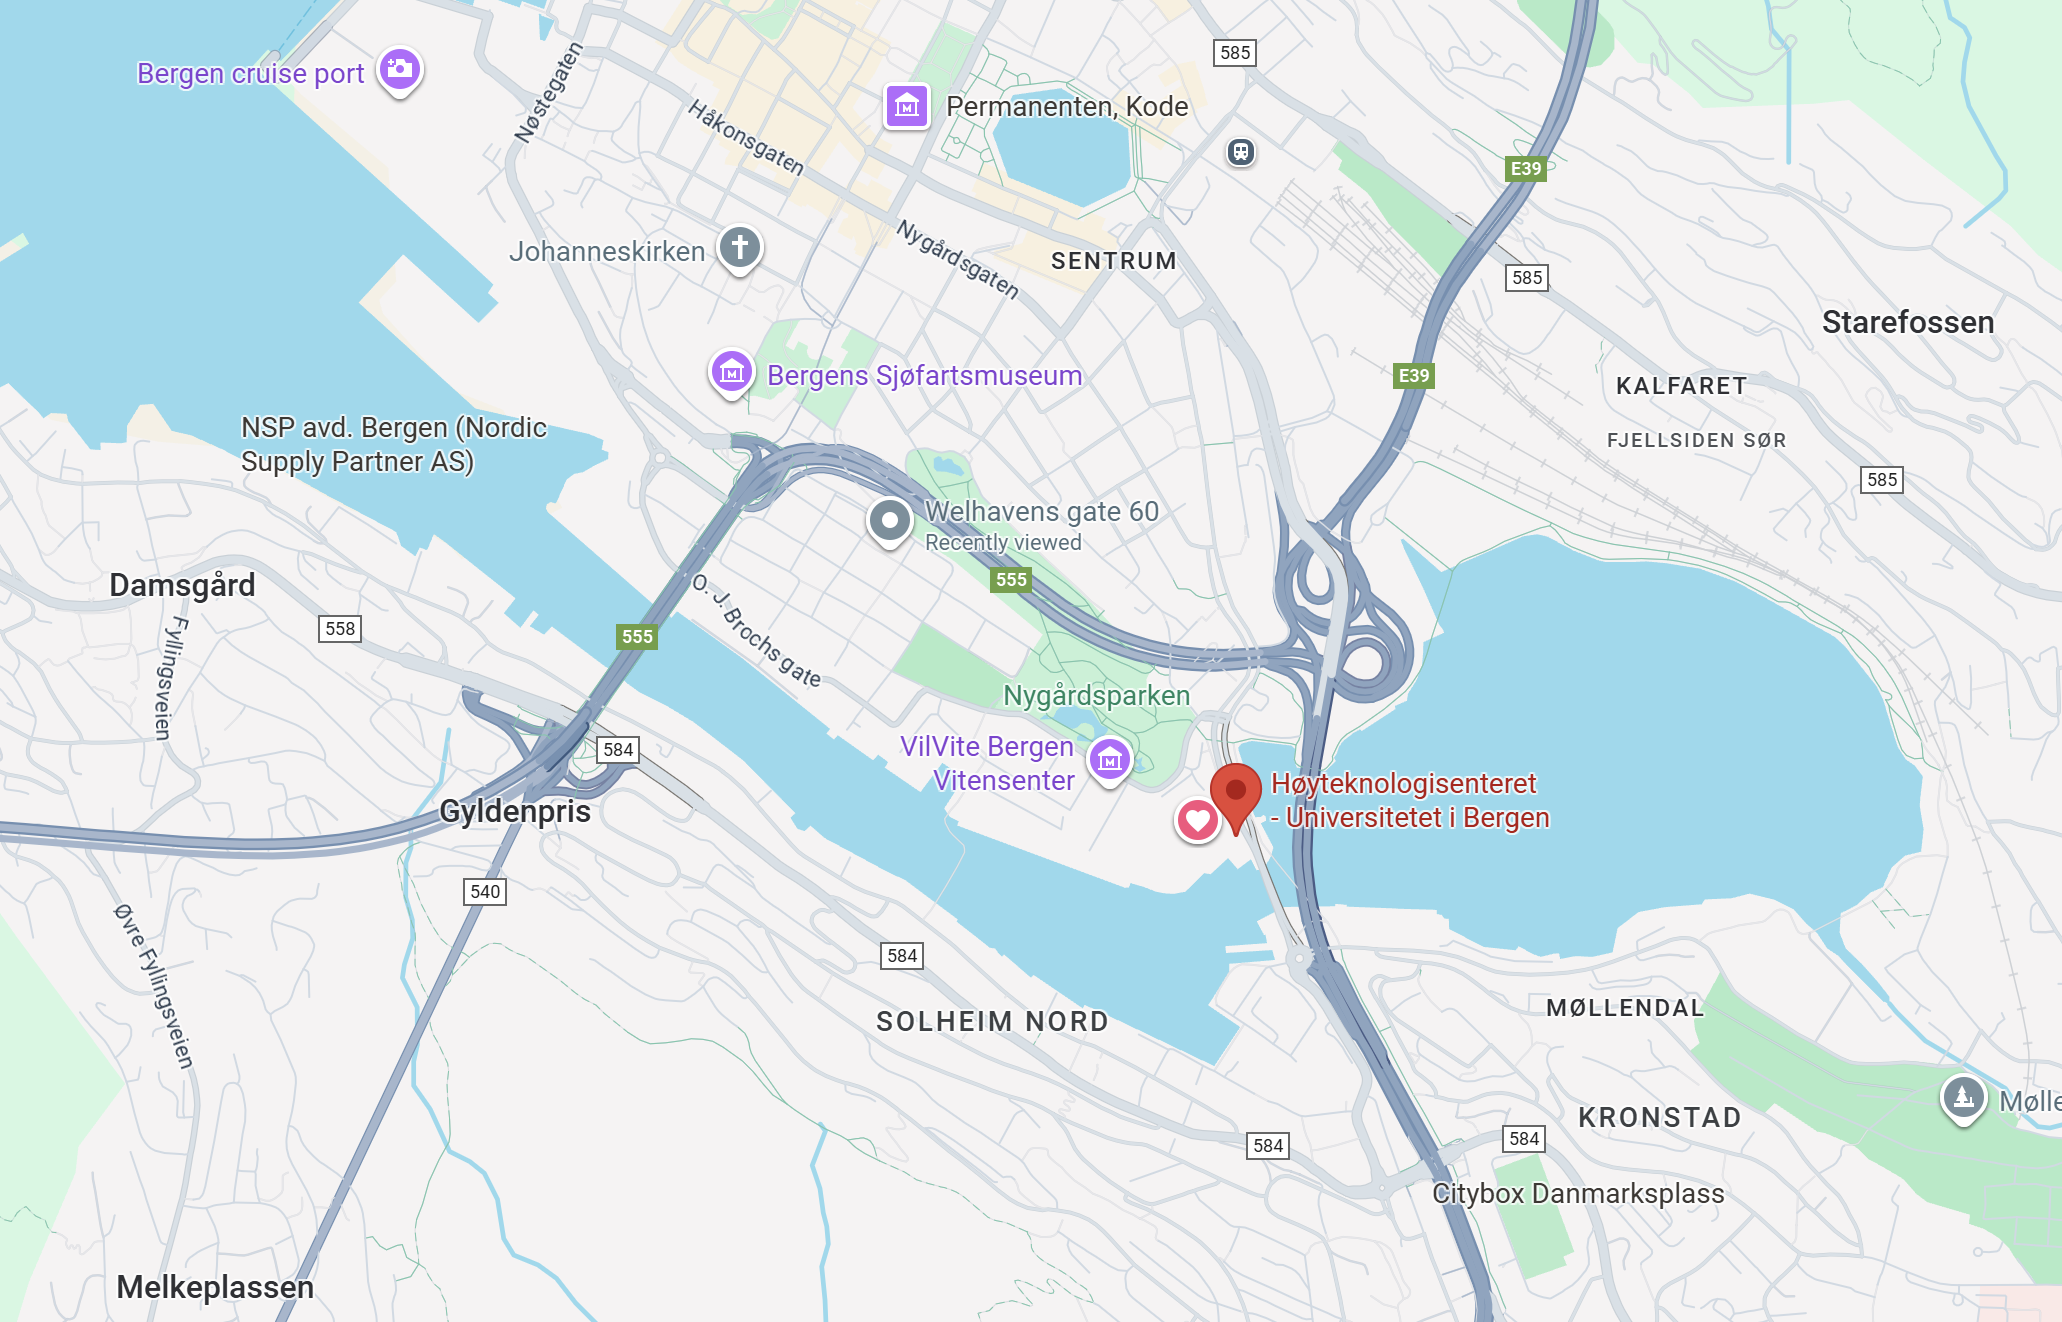 585
Bergen cruise port
Nøstegaten
Permanenten, Kode
Håkonsgaten
E39
Johanneskirken
Nygårdsgaten
SENTRUM
585
Starefossen
Bergens Sjøfartsmuseum
E39
KALFARET
NSP avd. Bergen (Nordic
Supply Partner AS)
FJELLSIDEN SØR
585
Welhavens gate 60
Recently viewed
Damsgård
555
558
555
O. J. Brochs gate
Fyllingsveien
Nygårdsparken
584
VilVite Bergen
Vitensenter
Høyteknologisenteret
- Universitetet i Bergen
Gyldenpris
540
Øvre Fyllingsveien
584
SOLHEIM NORD
MØLLENDAL
Mølle
KRONSTAD
584
584
Citybox Danmarksplass
Melkeplassen